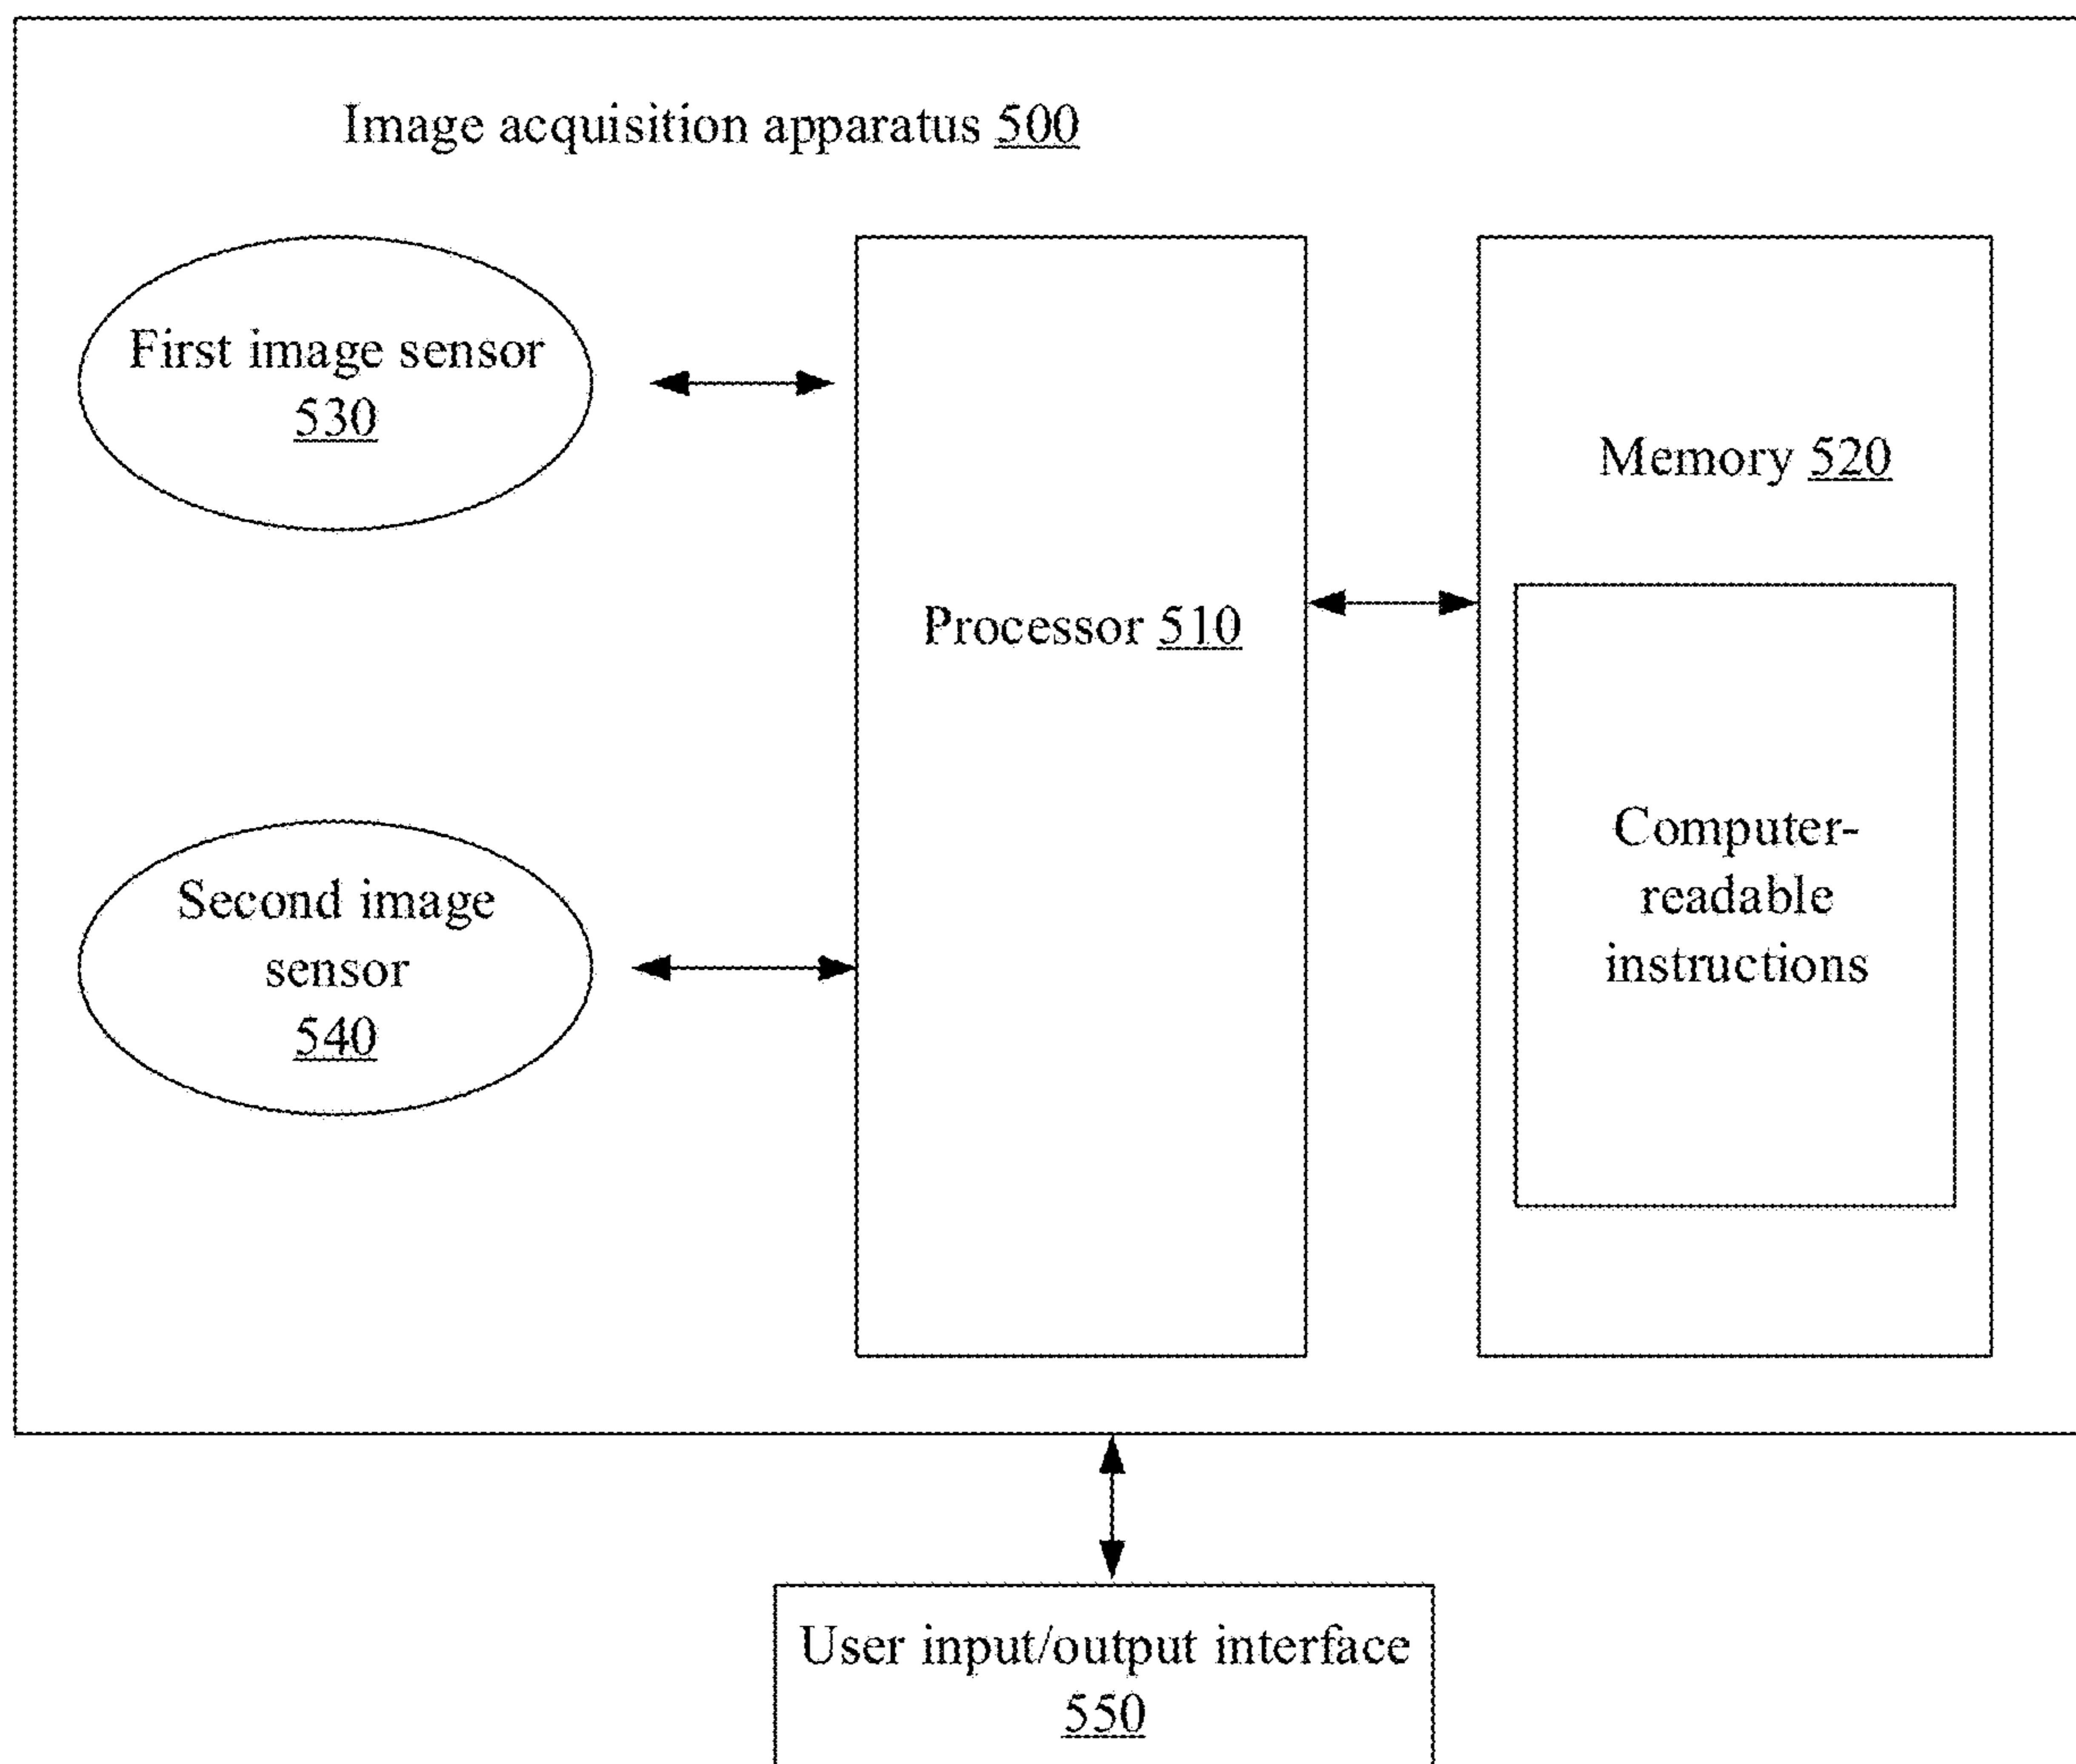 Image acquisition apparatus 500
First image sensor
530
Processor 510
Memory 520
Second image
sensor
540
Computer-
readable
instructions
User input/output interface
550